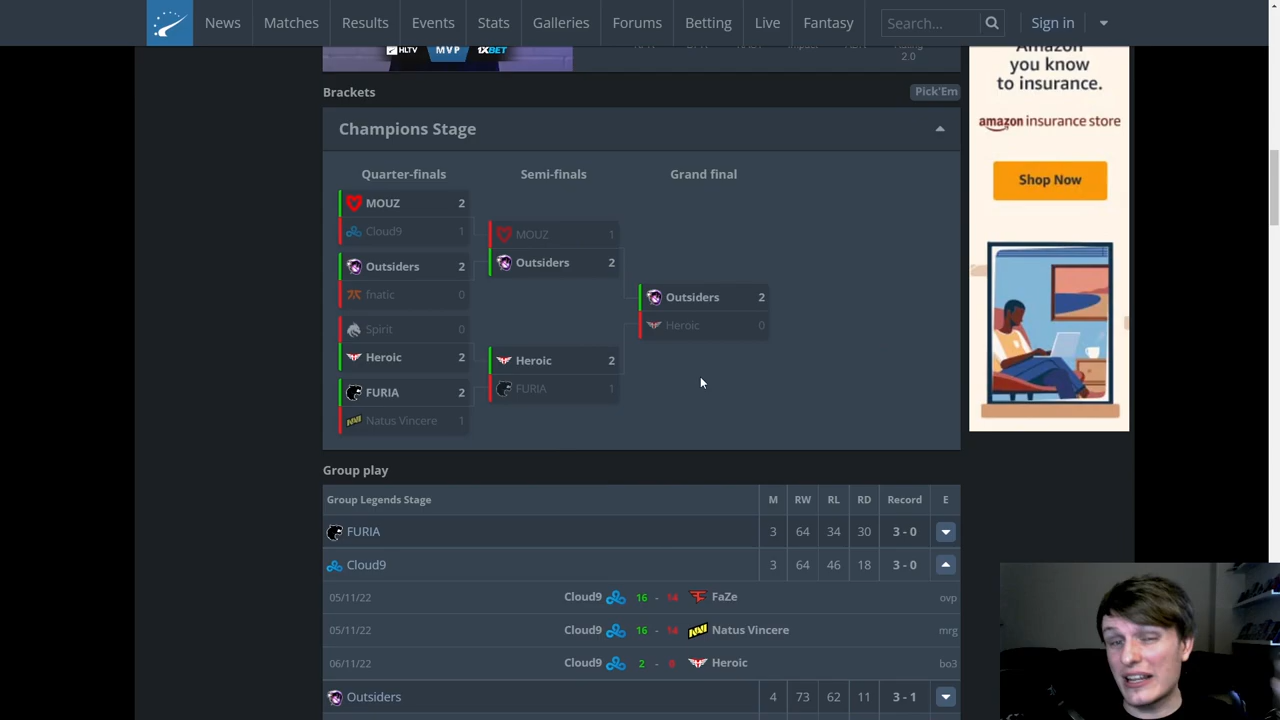 News Matches Results Events Stats Galleries Forums Betting Live Fantasy Search... Sign in
HLTV MVP 1XBET
2.0
Amazon
you know
to insurance.
amazon insurance store
Shop Now
Brackets Pick'Em
Champions Stage
Quarter-finals Semi-finals Grand final
MOUZ 2
Cloud9 1
Outsiders 2
fnatic 0
Spirit 0
Heroic 2
FURIA 2
Natus Vincere 1
MOUZ 1
Outsiders 2
Heroic 2
FURIA 1
Outsiders 2
Heroic 0
Group play
Group Legends Stage M RW RL RD Record E
FURIA 3 64 34 30 3 - 0
Cloud9 3 64 46 18 3 - 0
05/11/22 Cloud9 16 - 14 FaZe ovp
05/11/22 Cloud9 16 - 14 Natus Vincere mrg
06/11/22 Cloud9 2 - 0 Heroic bo3
Outsiders 4 73 62 11 3 - 1